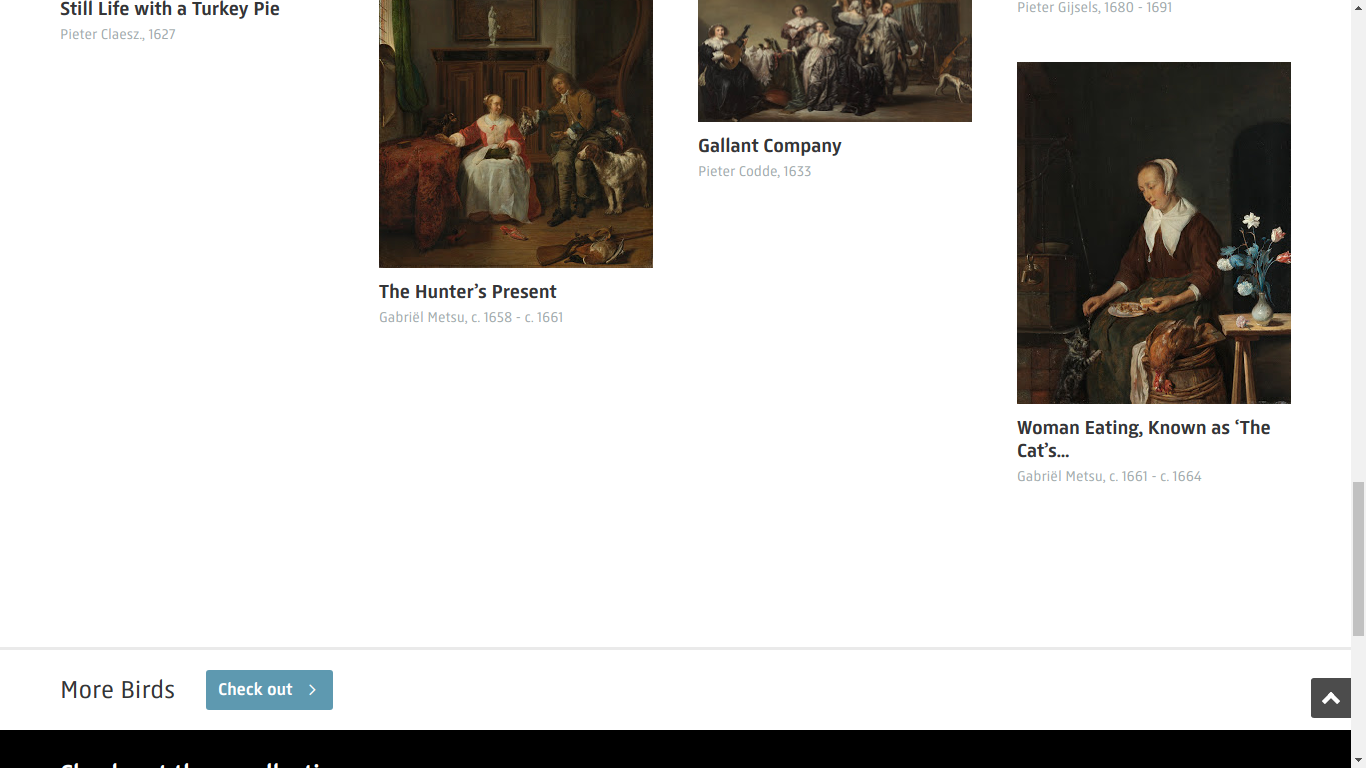 Still Life with a Turkey Pie
Pieter Claesz., 1627
The Hunter’s Present
Gabriël Metsu, c. 1658 - c. 1661
Gallant Company
Pieter Codde, 1633
Pieter Gijsels, 1680 - 1691
Woman Eating, Known as ‘The
Cat’s...
Gabriël Metsu, c. 1661 - c. 1664
More Birds
Check out